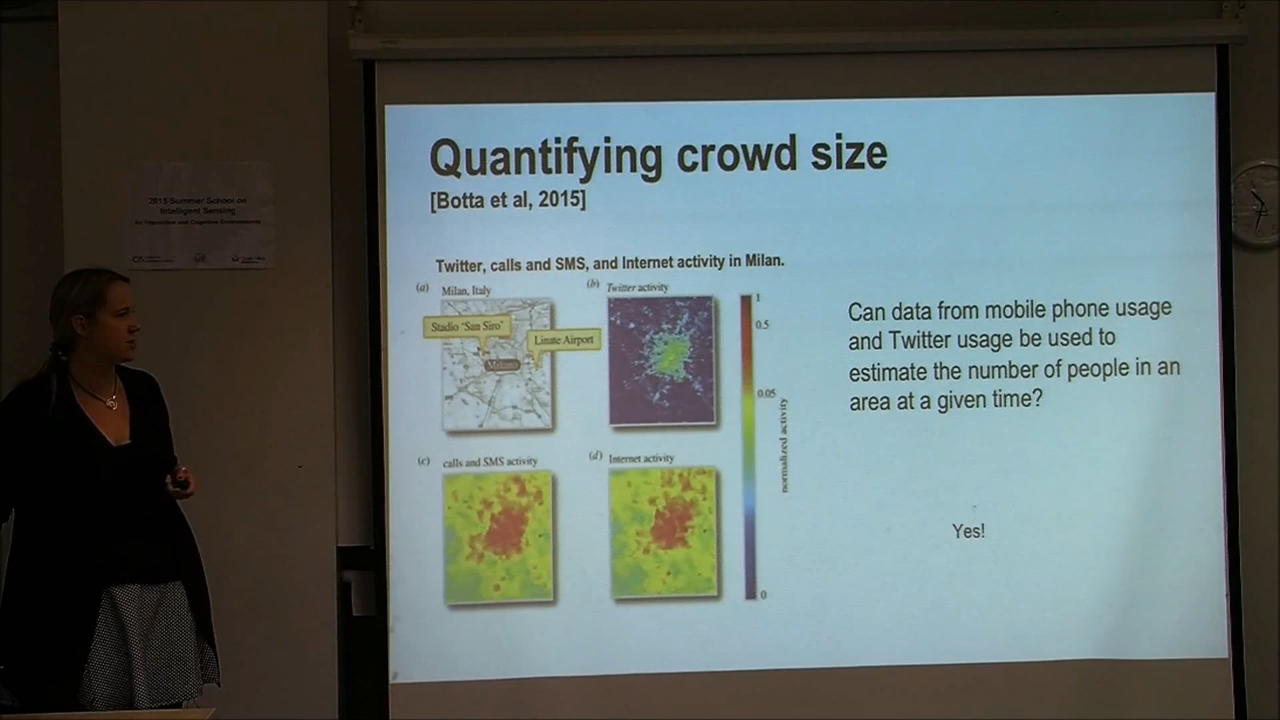 2015 Summer School on
Intelligent Sensing
Quantifying crowd size
[Botta et al, 2015]
Twitter, calls and SMS, and Internet activity in Milan.
(a) Milan, Italy
Stadio "San Siro"
Linate Airport
Milano
(b) Twitter activity
(c) calls and SMS activity
(d) Internet activity
1
0.5
0.05
0
normalized activity
Can data from mobile phone usage
and Twitter usage be used to
estimate the number of people in an
area at a given time?
Yes!